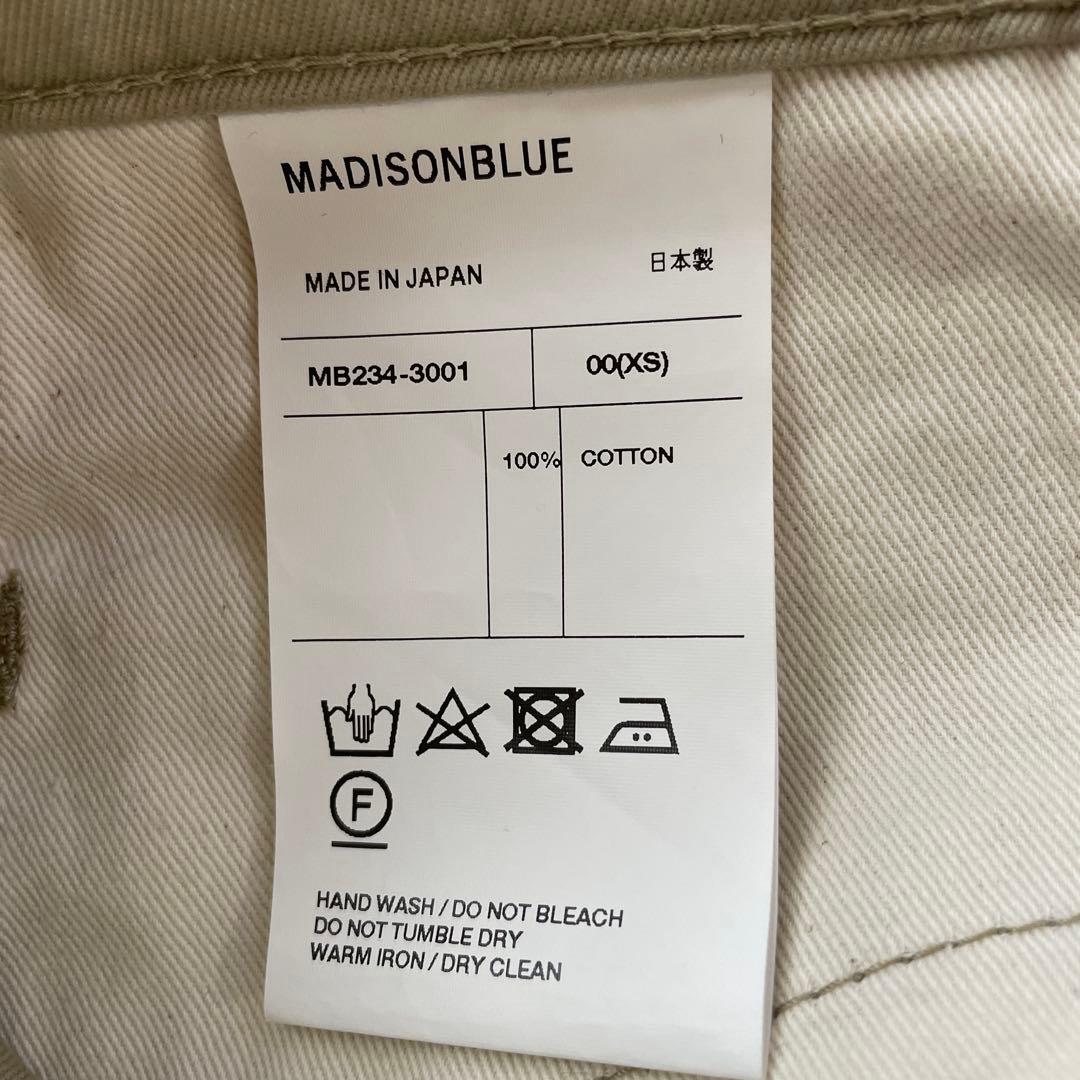 MADISONBLUE
MADE IN JAPAN 日本製
MB234-3001 00(XS)
100% COTTON
F
HAND WASH / DO NOT BLEACH
DO NOT TUMBLE DRY
WARM IRON / DRY CLEAN